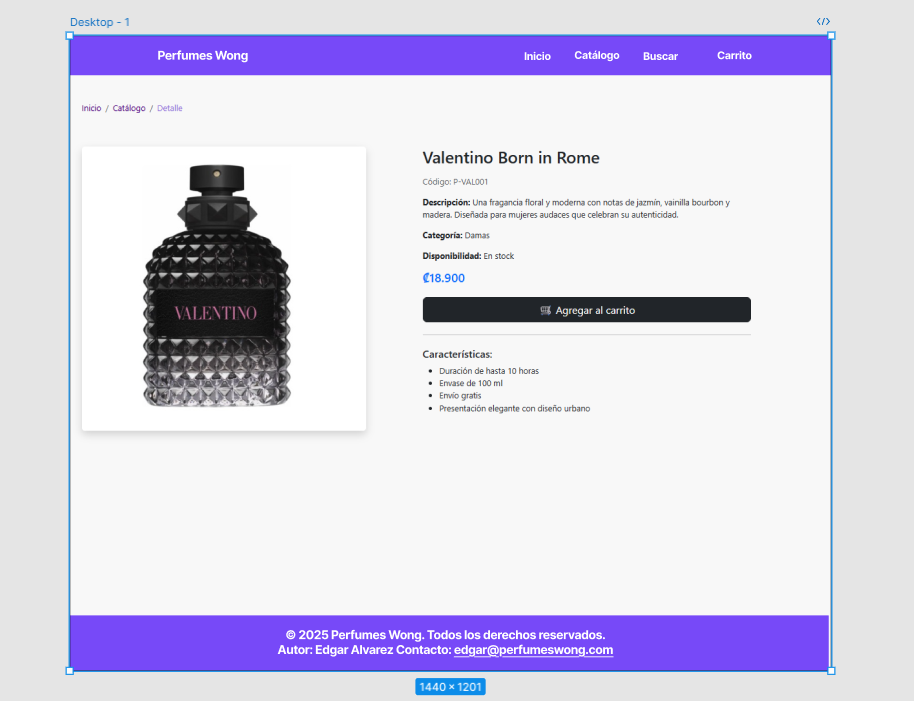 Desktop - 1
</>
Perfumes Wong
Inicio Catálogo Buscar Carrito
Inicio / Catálogo / Detalle
VALENTINO
Valentino Born in Rome
Código: P-VAL001
Descripción: Una fragancia floral y moderna con notas de jazmín, vainilla bourbon y
madera. Diseñada para mujeres audaces que celebran su autenticidad.
Categoría: Damas
Disponibilidad: En stock
₡18.900
🛒 Agregar al carrito
Características:
• Duración de hasta 10 horas
• Envase de 100 ml
• Envío gratis
• Presentación elegante con diseño urbano
© 2025 Perfumes Wong. Todos los derechos reservados.
Autor: Edgar Alvarez Contacto: edgar@perfumeswong.com
1440 × 1201